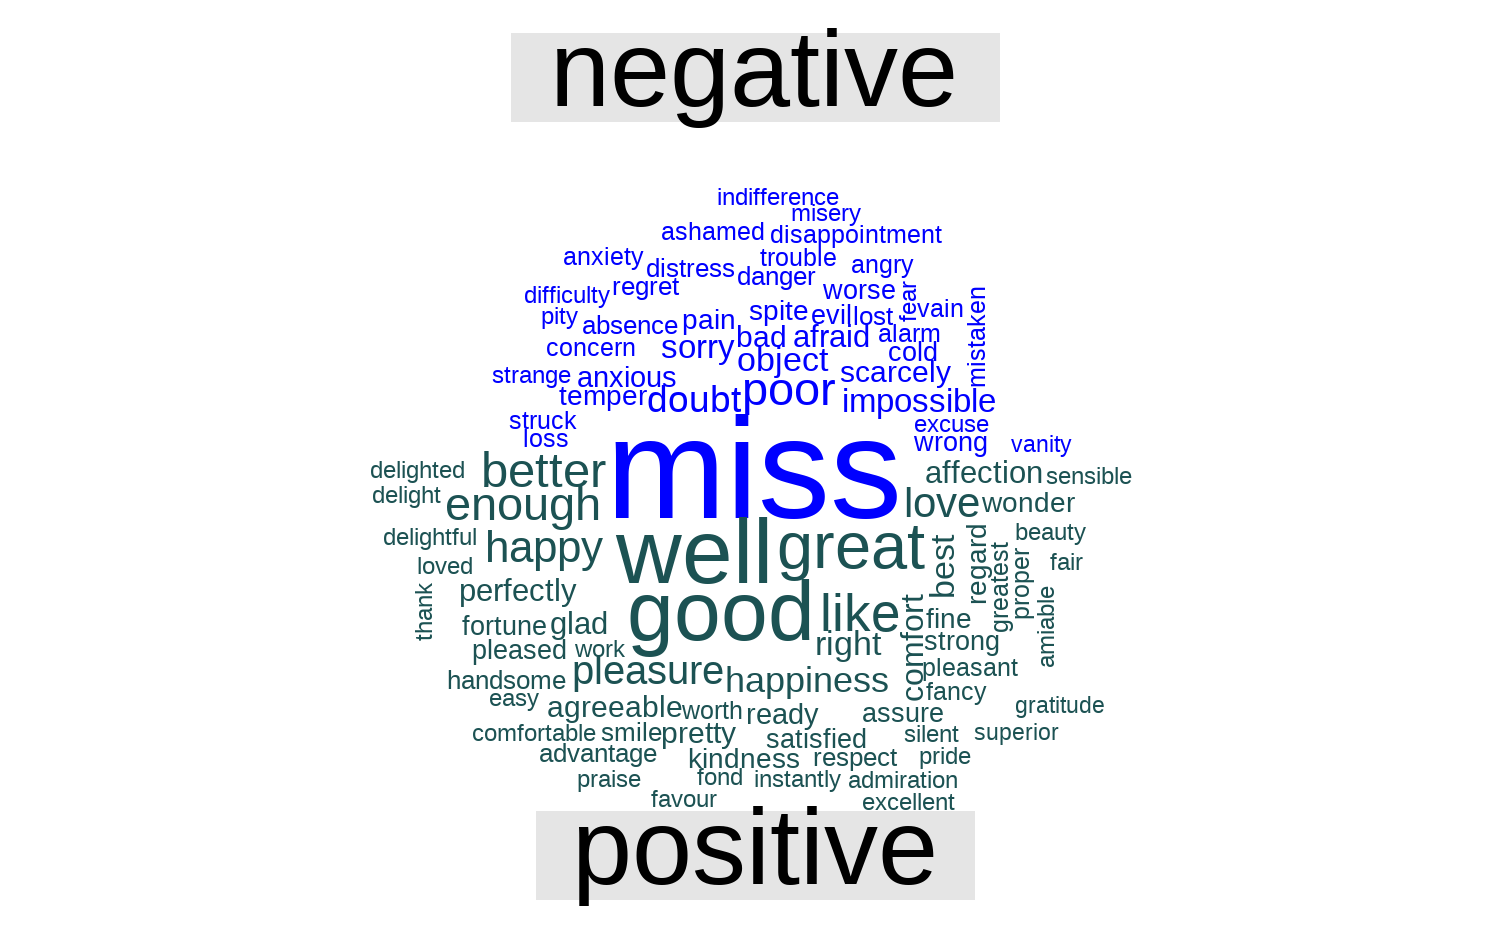 negative
indifference
misery
ashamed disappointment
anxiety trouble
distress danger angry
difficulty regret worse
pity spite evil lost fear vain
absence pain bad afraid alarm mistaken
concern sorry object cold
strange anxious scarcely
temper doubt poor impossible
struck excuse
loss miss wrong vanity
delighted better affection sensible
delight enough love wonder
delightful happy well great best regard beauty
loved greatest proper fair
thank perfectly good like comfort fine amiable
fortune glad right strong
pleased work pleasant
handsome pleasure happiness fancy
easy agreeable worth ready assure gratitude
comfortable smile pretty satisfied silent superior
advantage kindness respect pride
praise fond instantly admiration
favour excellent
positive